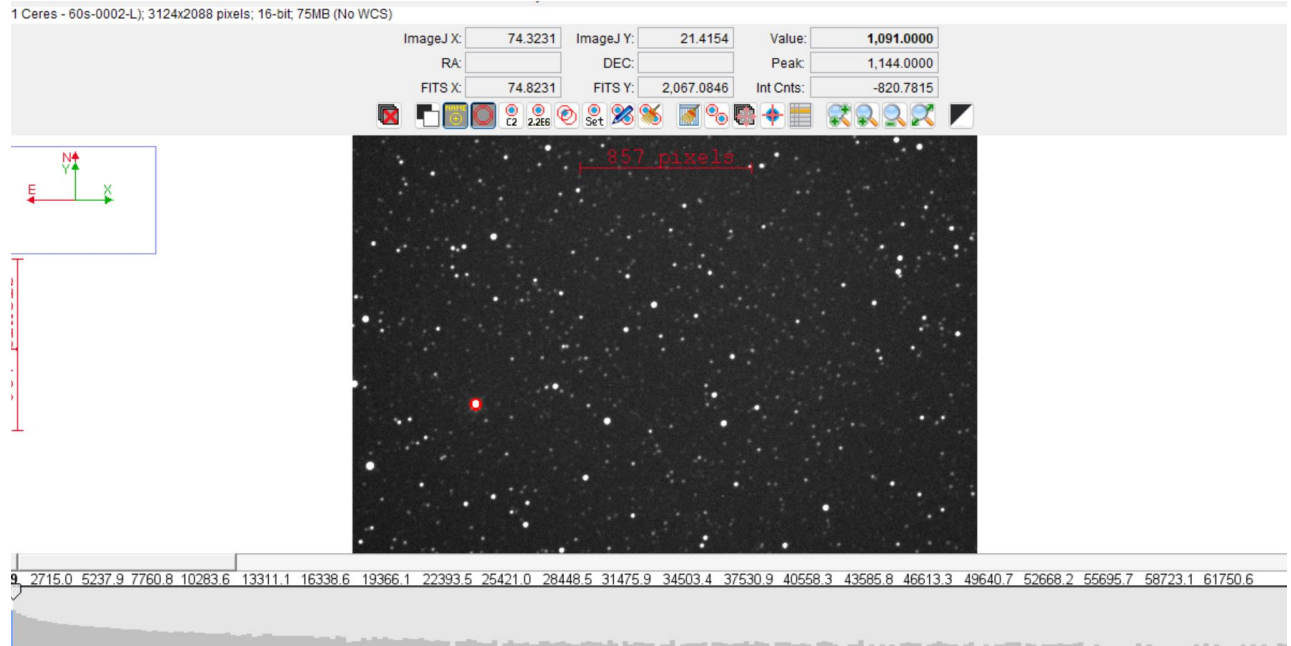 1 Ceres - 60s-0002-L); 3124x2088 pixels; 16-bit; 75MB (No WCS)
ImageJ X: 74.3231 ImageJ Y: 21.4154 Value: 1,091.0000
RA: DEC: Peak: 1,144.0000
FITS X: 74.8231 FITS Y: 2,067.0846 Int Cnts: -820.7815
NAME C2 2.2E6 Set
857 pixels
N
Y
E X
9 2715.0 5237.9 7760.8 10283.6 13311.1 16338.6 19366.1 22393.5 25421.0 28448.5 31475.9 34503.4 37530.9 40558.3 43585.8 46613.3 49640.7 52668.2 55695.7 58723.1 61750.6